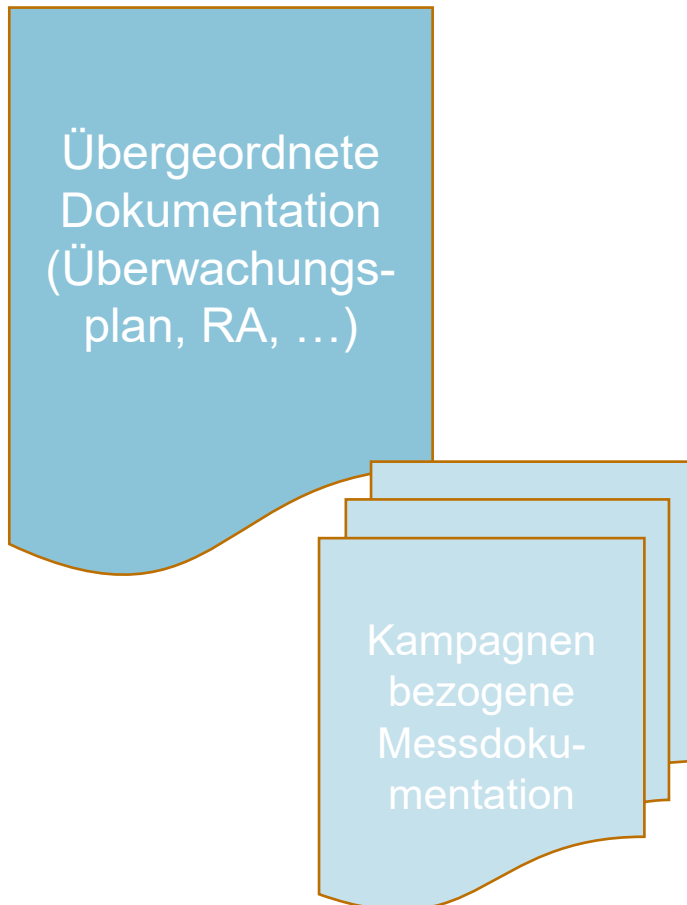 Übergeordnete
Dokumentation
(Überwachungs-
plan, RA, …)
Kampagnen
bezogene
Messdoku-
mentation